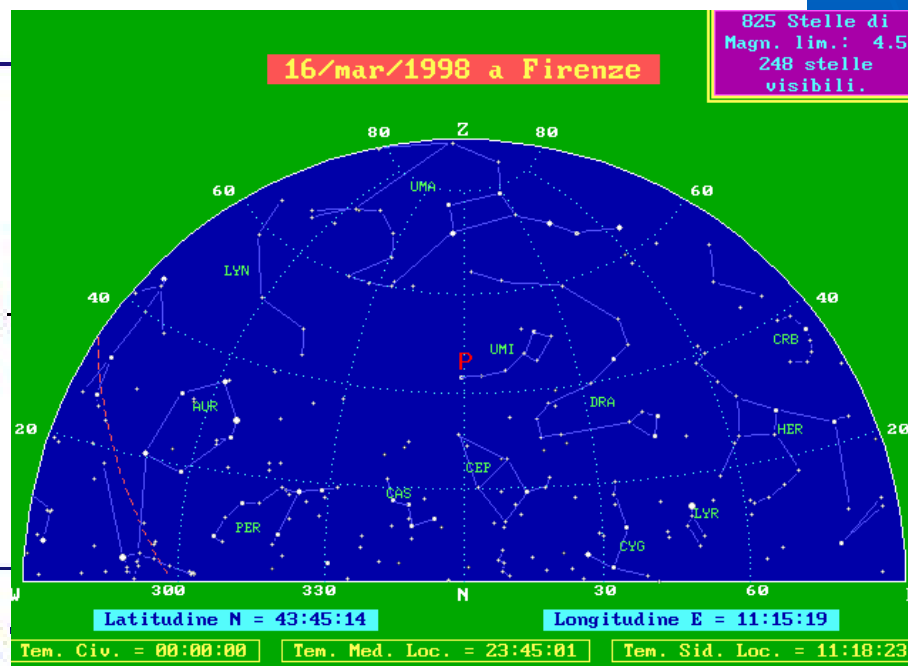 825 Stelle di
Magn. lim.: 4.5
248 stelle
visibili.
16/mar/1998 a Firenze
80 Z 80
60 UMA 60
LYN
40 40
CRB
UMI
P
AUR DRA
20 HER 20
CEP
CAS
PER LYR
CYG
W 300 330 N 30 60
Latitudine N = 43:45:14 Longitudine E = 11:15:19
Tem. Civ. = 00:00:00 Tem. Med. Loc. = 23:45:01 Tem. Sid. Loc. = 11:18:23